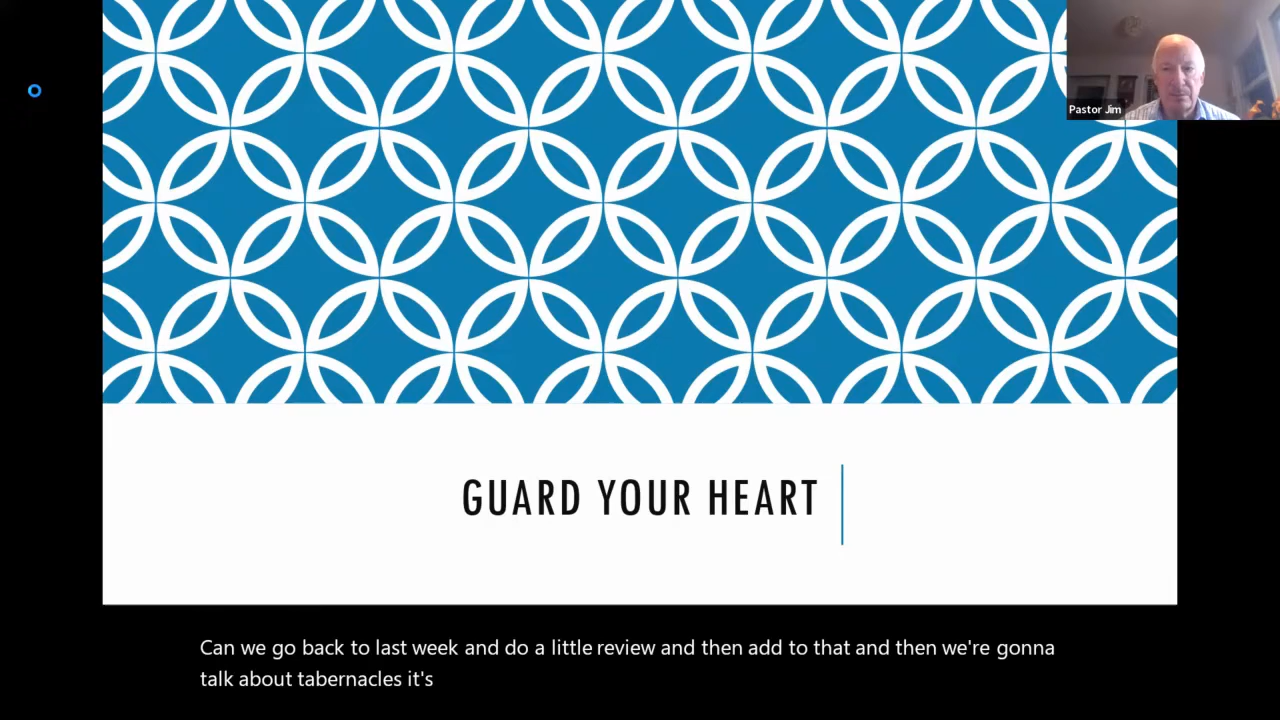 Pastor Jim
GUARD YOUR HEART
Can we go back to last week and do a little review and then add to that and then we're gonna
talk about tabernacles it's